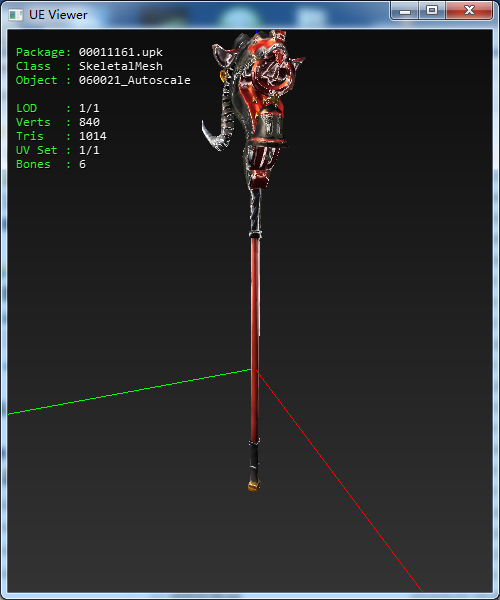 UE Viewer
Package: 00011161.upk
Class  : SkeletalMesh
Object : 060021_Autoscale
LOD    : 1/1
Verts  : 840
Tris   : 1014
UV Set : 1/1
Bones  : 6